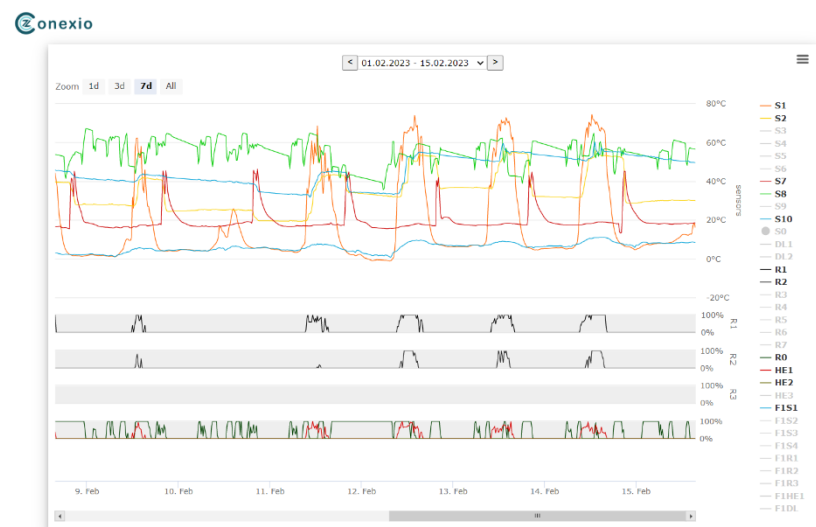 Conexio
< 01.02.2023 - 15.02.2023 >
Zoom 1d 3d 7d All
80°C
60°C
40°C
20°C
0°C
-20°C
sensors
100%
0%
R1
100%
0%
R2
100%
0%
R3
100%
0%
9. Feb 10. Feb 11. Feb 12. Feb 13. Feb 14. Feb 15. Feb
S1
S2
S3
S4
S5
S6
S7
S8
S9
S10
S0
DL1
DL2
R1
R2
R3
R4
R5
R6
R7
R0
HE1
HE2
HE3
F1S1
F1S2
F1S3
F1S4
F1R1
F1R2
F1R3
F1HE1
F1DL